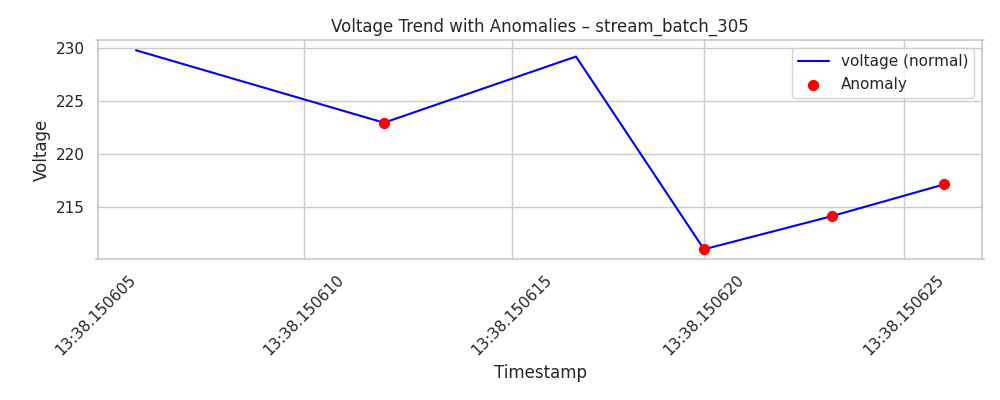 Voltage Trend with Anomalies – stream_batch_305
voltage (normal)
Anomaly
Voltage
230
225
220
215
13:38.150605
13:38.150610
13:38.150615
13:38.150620
13:38.150625
Timestamp